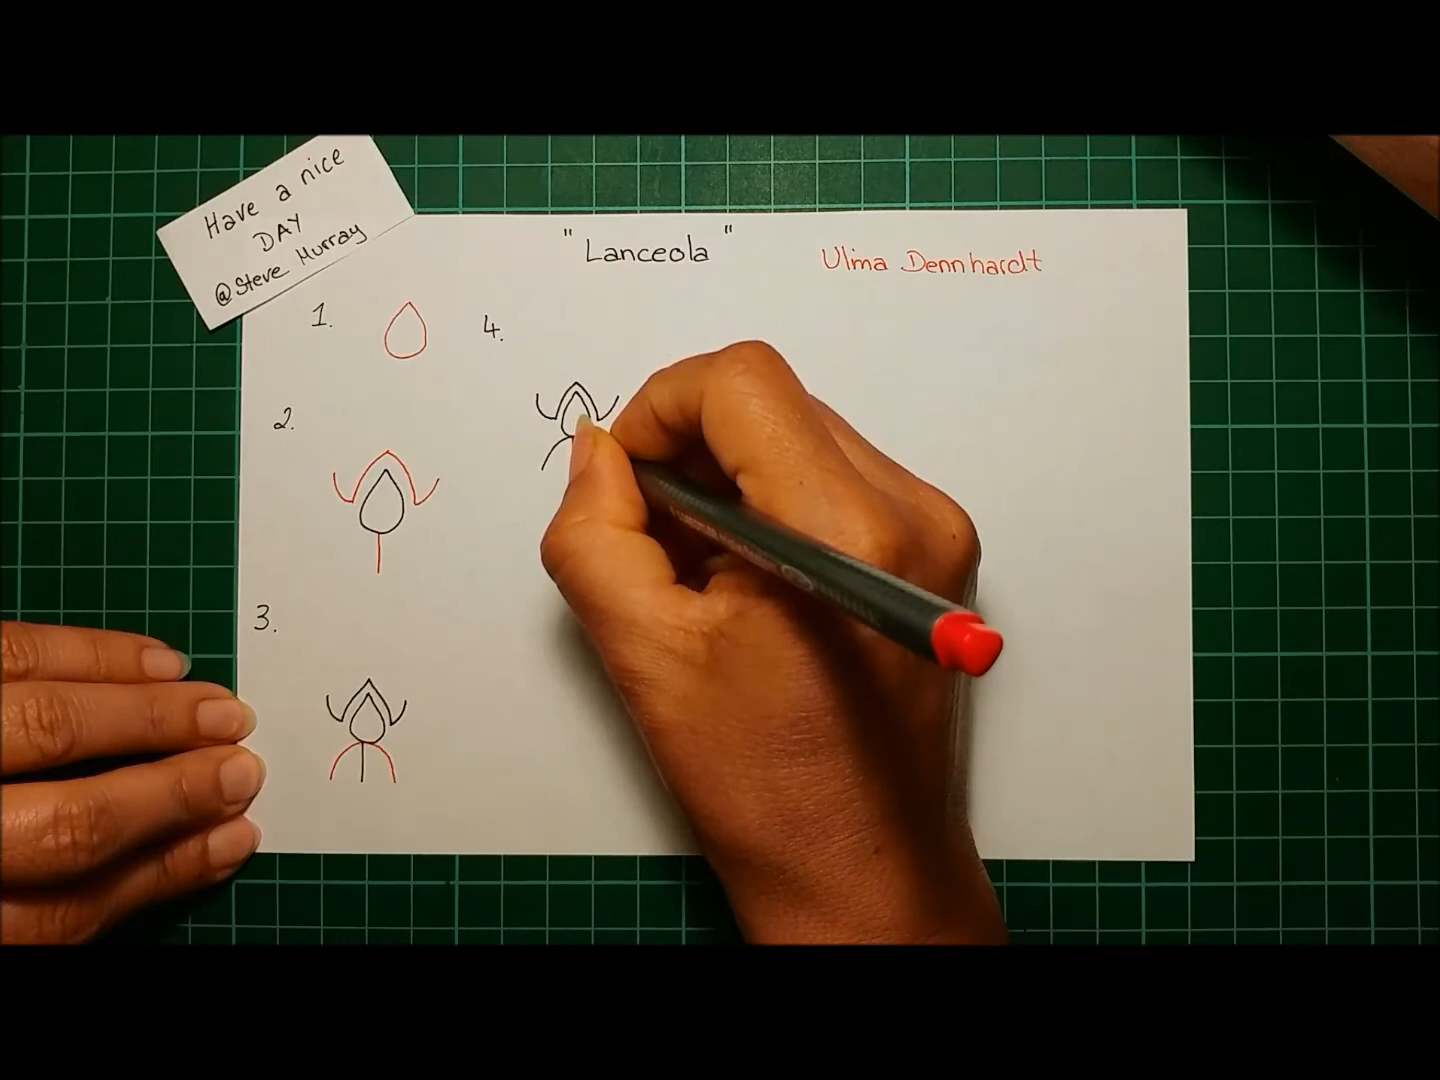 Have a nice
DAY
@Steve Murray
"Lanceola"
Ulma Dennhardt
1.
4.
2.
3.